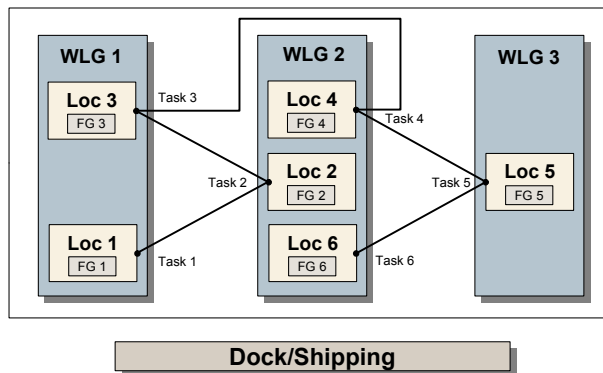 WLG 1
WLG 2
WLG 3
Loc 3
FG 3
Task 3
Loc 4
FG 4
Task 4
Loc 2
FG 2
Task 2
Loc 5
FG 5
Task 5
Loc 1
FG 1
Task 1
Loc 6
FG 6
Task 6
Dock/Shipping